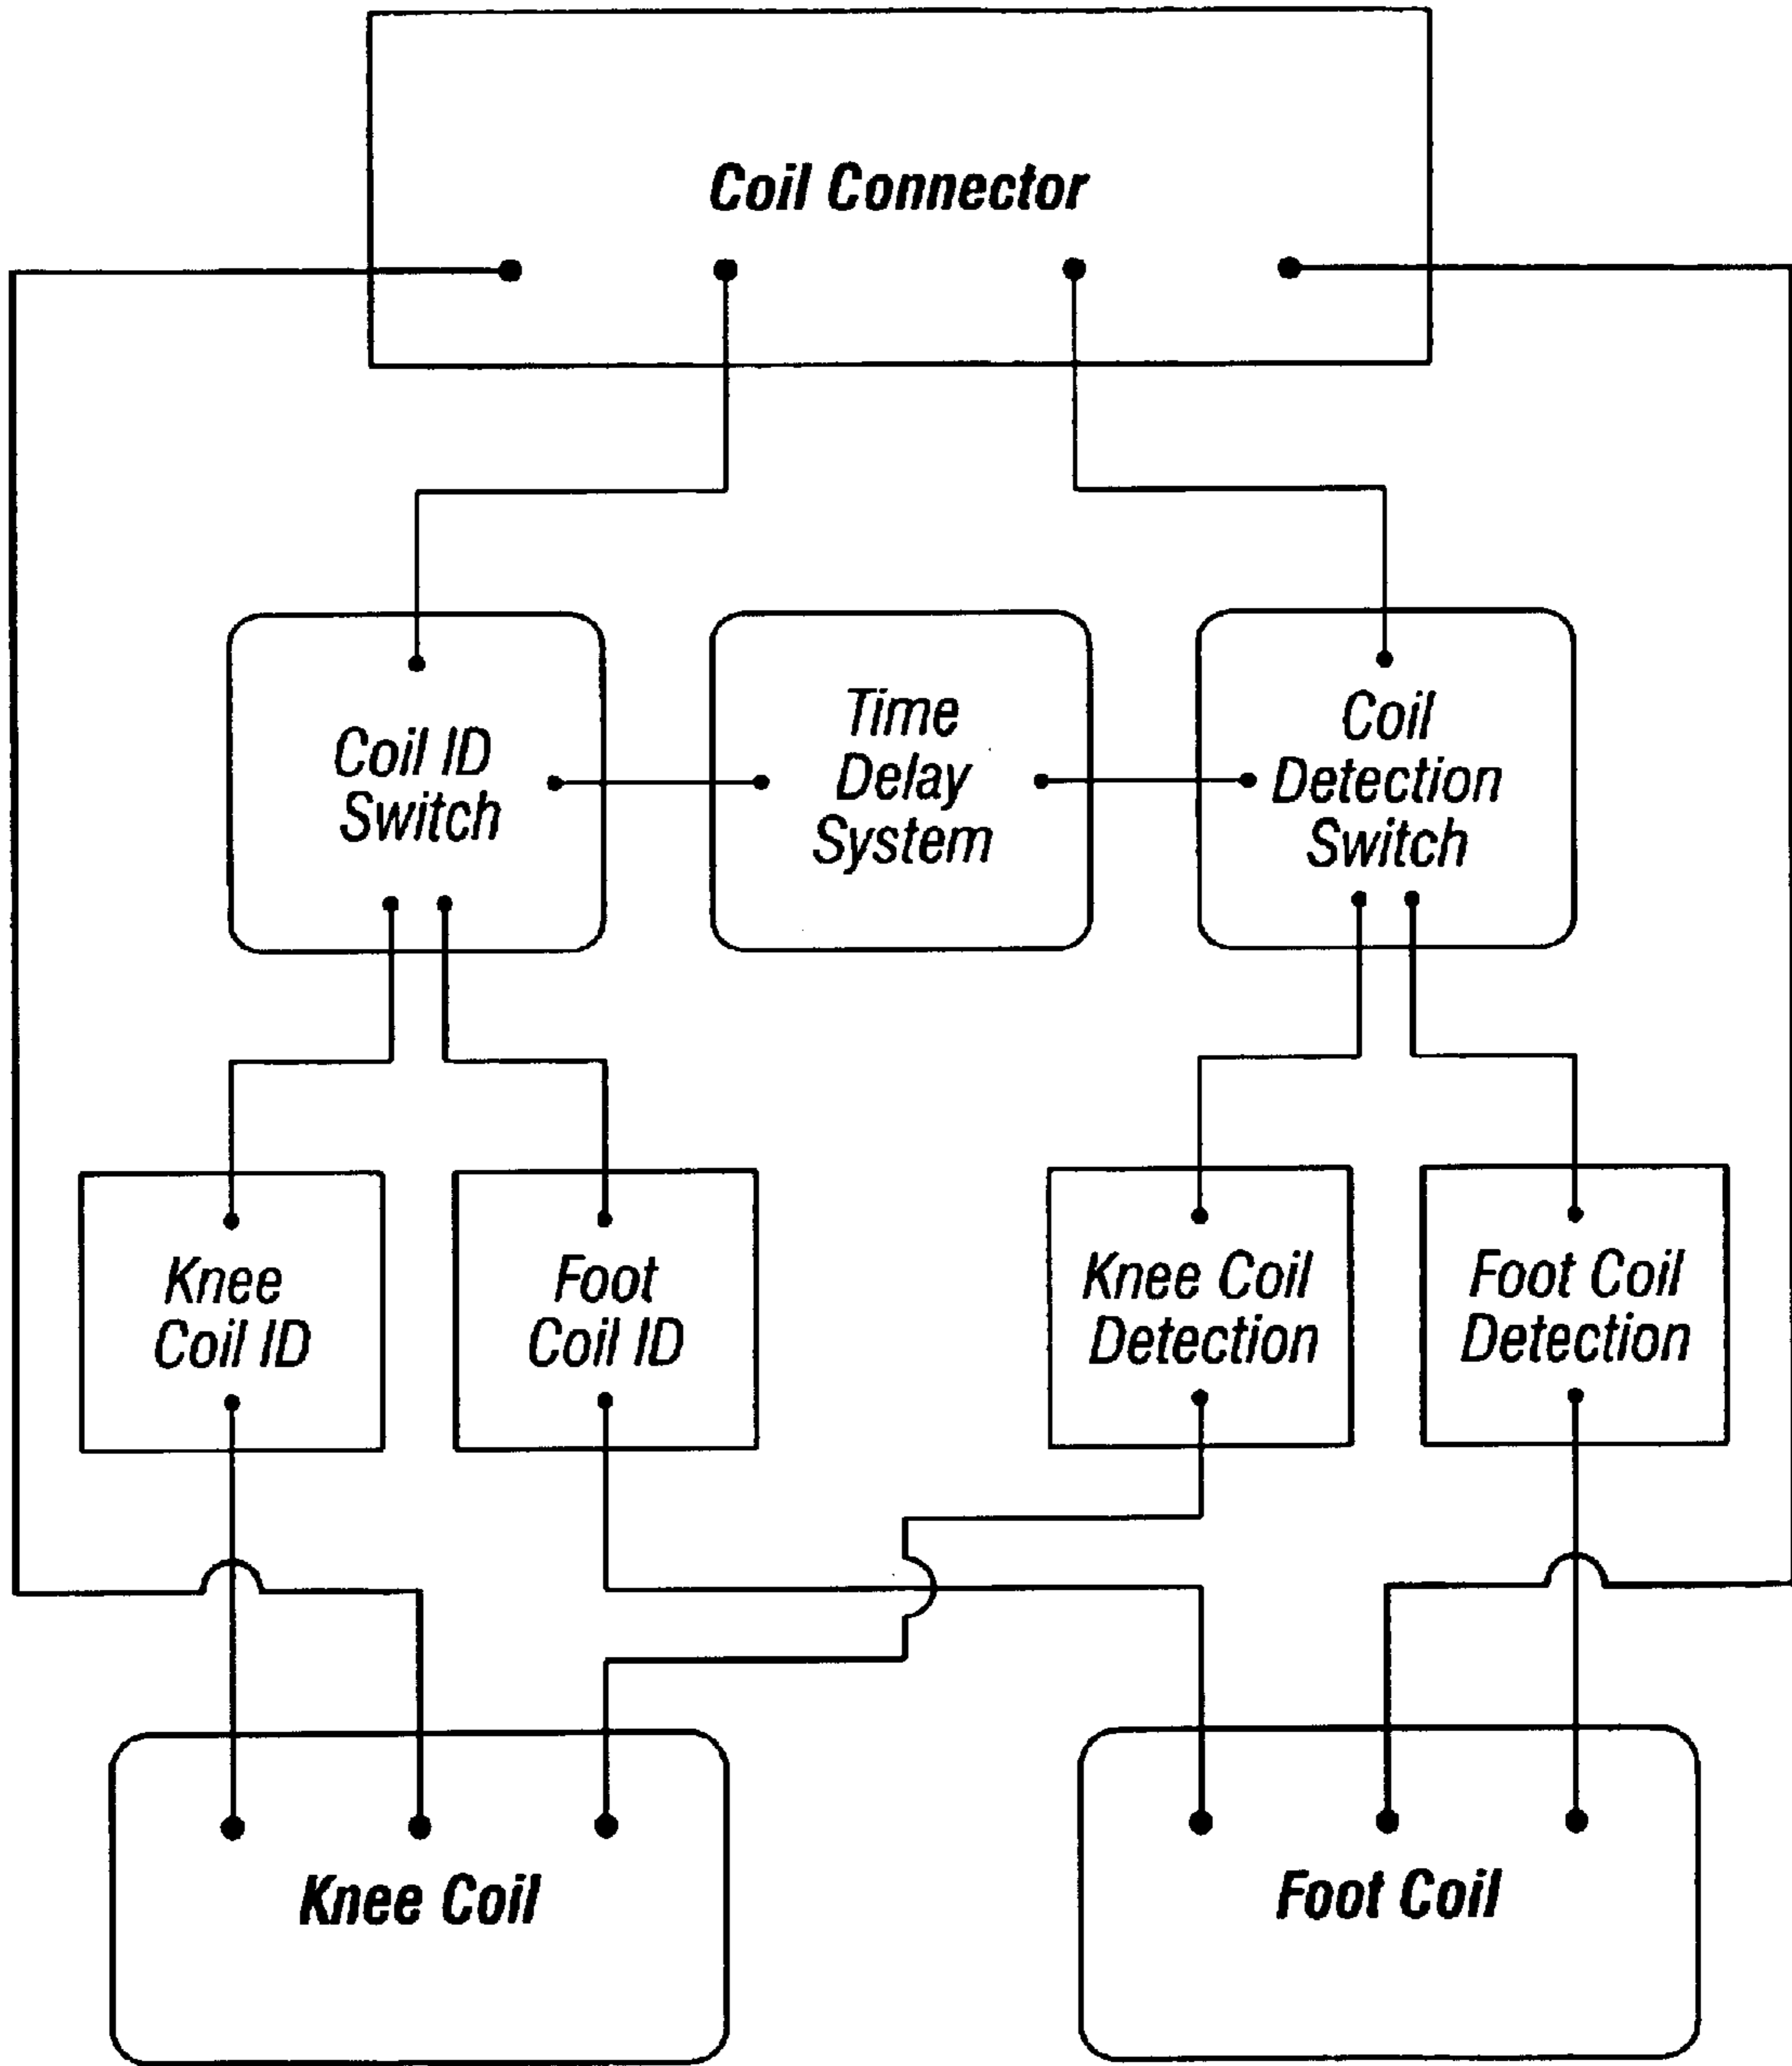 Coil Connector
Coil ID
Switch
Time
Delay
System
Coil
Detection
Switch
Knee
Coil ID
Foot
Coil ID
Knee Coil
Detection
Foot Coil
Detection
Knee Coil
Foot Coil